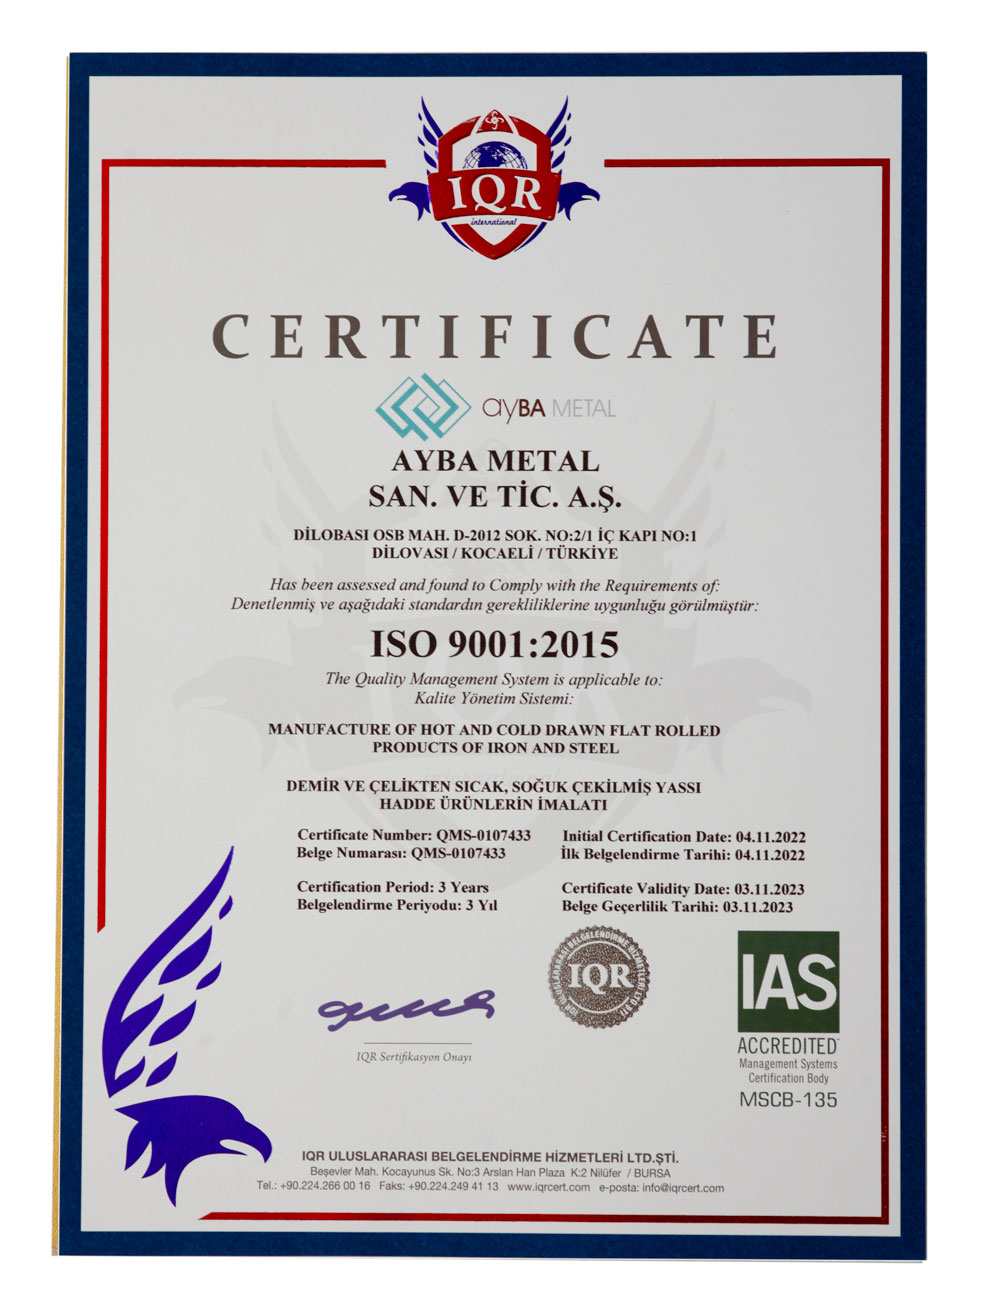 IQR
international
CERTIFICATE
ayBA METAL
AYBA METAL
SAN. VE TİC. A.Ş.
DİLOBASI OSB MAH. D-2012 SOK. NO:2/1 İÇ KAPI NO:1
DİLOVASI / KOCAELİ / TÜRKİYE
Has been assessed and found to Comply with the Requirements of:
Denetlenmiş ve aşağıdaki standardın gerekliliklerine uygunluğu görülmüştür:
ISO 9001:2015
The Quality Management System is applicable to:
Kalite Yönetim Sistemi:
MANUFACTURE OF HOT AND COLD DRAWN FLAT ROLLED
PRODUCTS OF IRON AND STEEL
DEMİR VE ÇELİKTEN SICAK, SOĞUK ÇEKİLMİŞ YASSI
HADDE ÜRÜNLERİN İMALATI
Certificate Number: QMS-0107433
Belge Numarası: QMS-0107433
Initial Certification Date: 04.11.2022
İlk Belgelendirme Tarihi: 04.11.2022
Certification Period: 3 Years
Belgelendirme Periyodu: 3 Yıl
Certificate Validity Date: 03.11.2023
Belge Geçerlilik Tarihi: 03.11.2023
IQR
IQR Sertifikasyon Onayı
IAS
ACCREDITED
Management Systems
Certification Body
MSCB-135
IQR ULUSLARARASI BELGELENDİRME HİZMETLERİ LTD.ŞTİ.
Beşevler Mah. Kocayunus Sk. No:3 Arslan Han Plaza K:2 Nilüfer / BURSA
Tel.: +90.224.266 00 16 Faks: +90.224.249 41 13 www.iqrcert.com e-posta: info@iqrcert.com